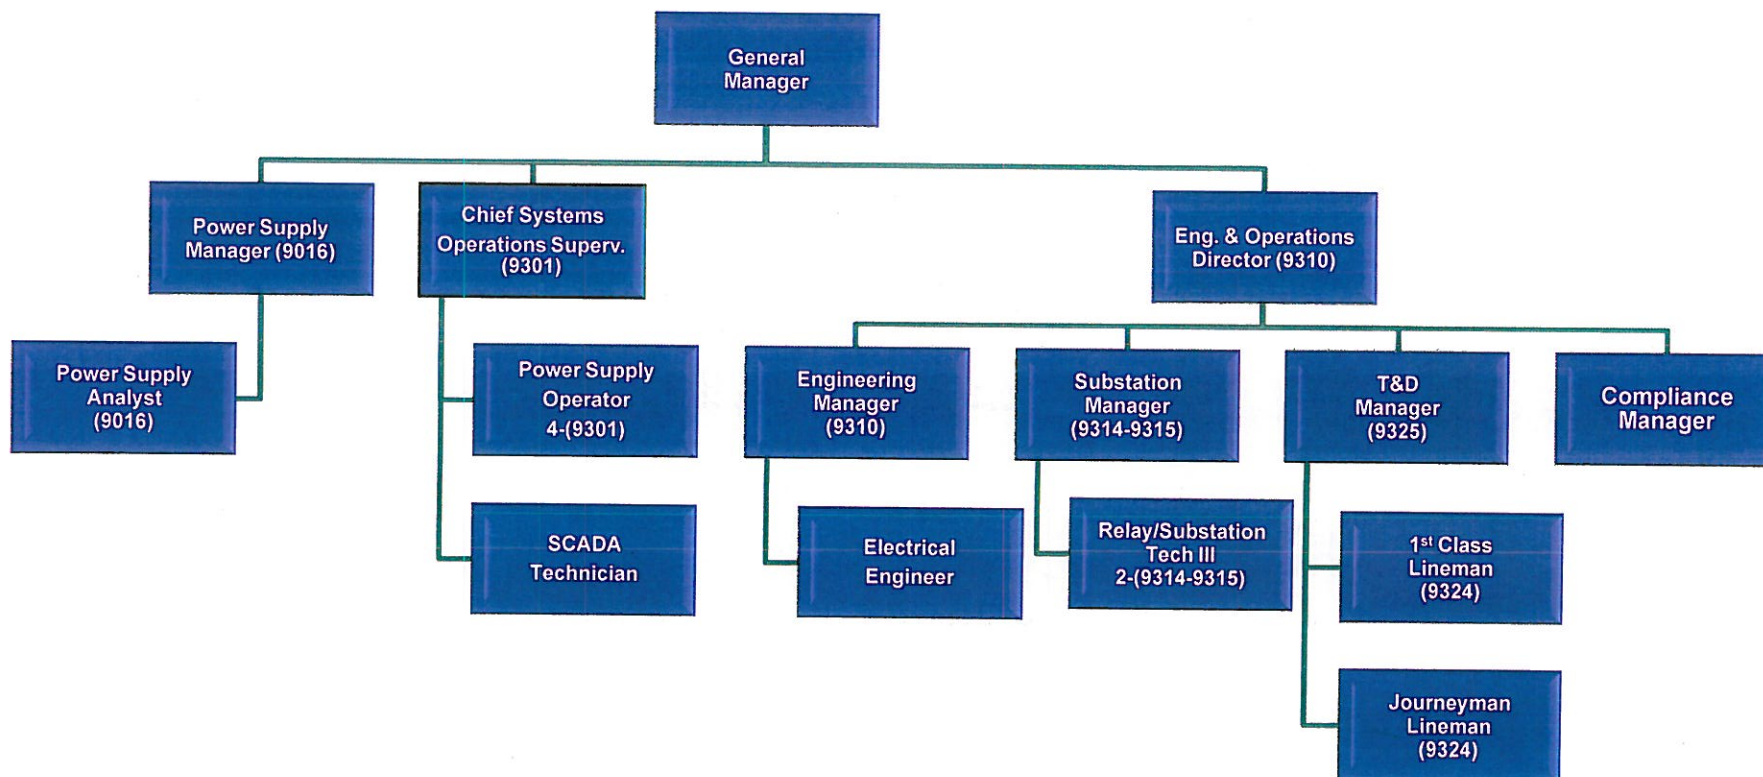 General
Manager
Power Supply
Manager (9016)
Chief Systems
Operations Superv.
(9301)
Eng. & Operations
Director (9310)
Power Supply
Analyst
(9016)
Power Supply
Operator
4-(9301)
SCADA
Technician
Engineering
Manager
(9310)
Electrical
Engineer
Substation
Manager
(9314-9315)
Relay/Substation
Tech III
2-(9314-9315)
T&D
Manager
(9325)
1st Class
Lineman
(9324)
Journeyman
Lineman
(9324)
Compliance
Manager